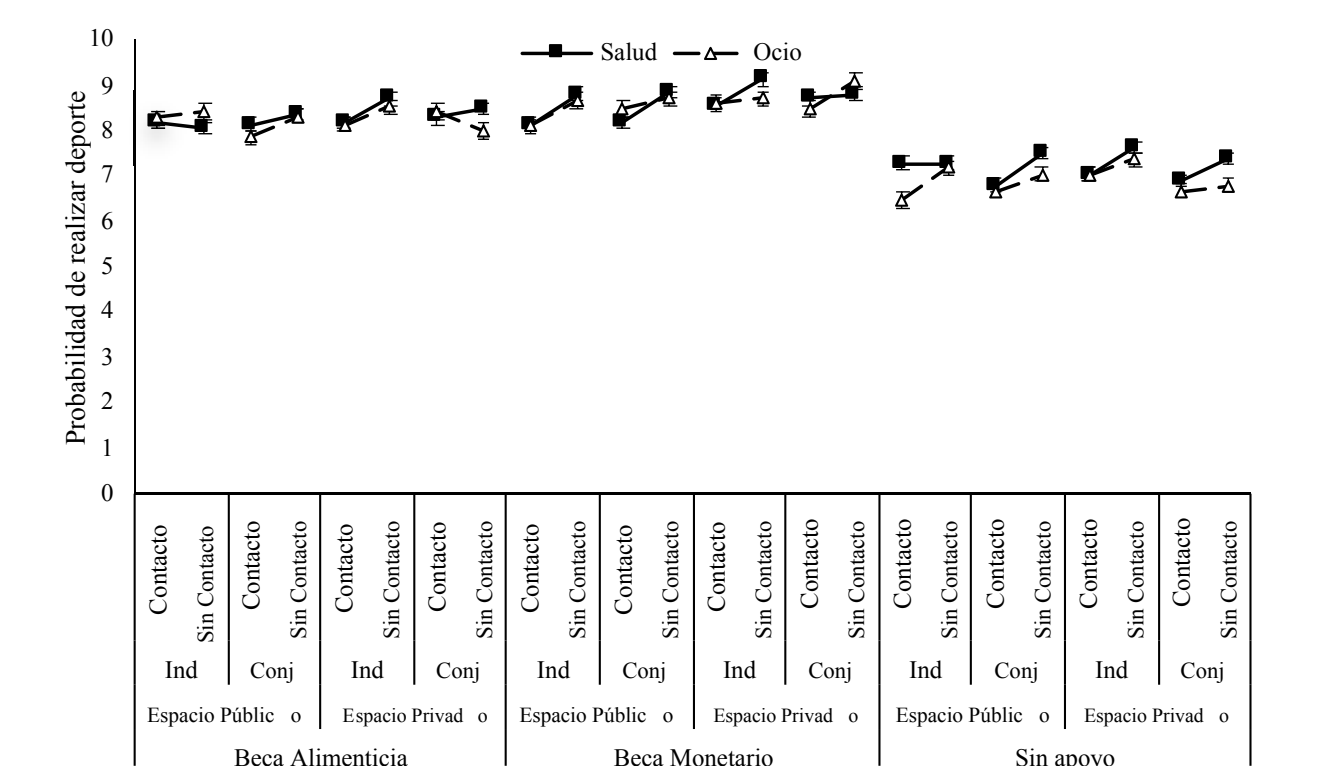 Salud Ocio
Probabilidad de realizar deporte
10
9
8
7
6
5
4
3
2
1
0
Contacto Sin Contacto Contacto Sin Contacto Contacto Sin Contacto Contacto Sin Contacto Contacto Sin Contacto Contacto Sin Contacto Contacto Sin Contacto Contacto Sin Contacto Contacto Sin Contacto Contacto Sin Contacto Contacto Sin Contacto Contacto Sin Contacto
Ind Conj Ind Conj Ind Conj Ind Conj Ind Conj Ind Conj
Espacio Públic o Espacio Privad o Espacio Públic o Espacio Privad o Espacio Públic o Espacio Privad o
Beca Alimenticia Beca Monetario Sin apoyo